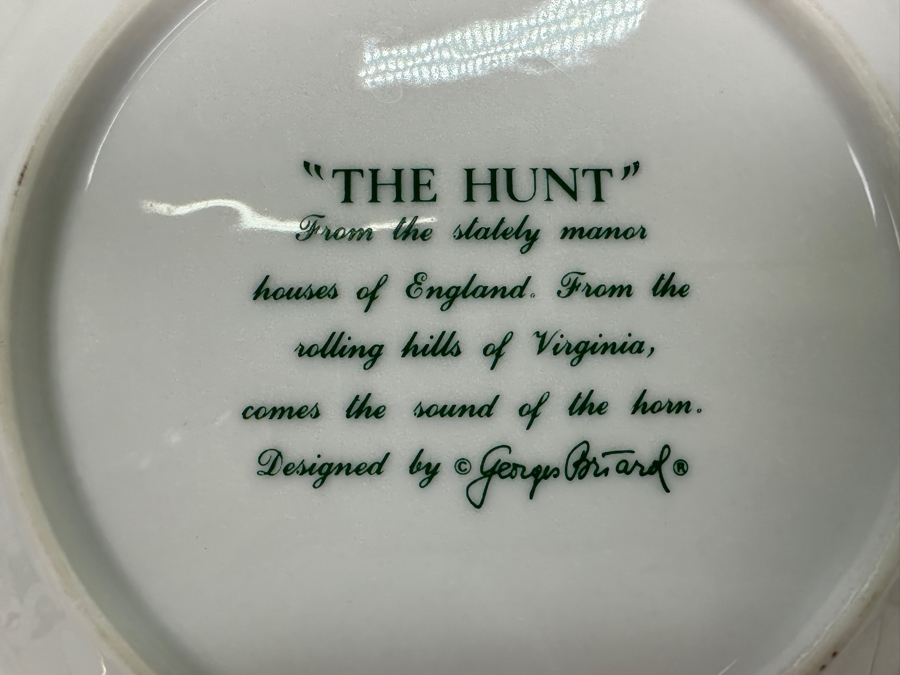 "THE HUNT"
From the stately manor
houses of England. From the
rolling hills of Virginia,
comes the sound of the horn.
Designed by © Georges Briard ®